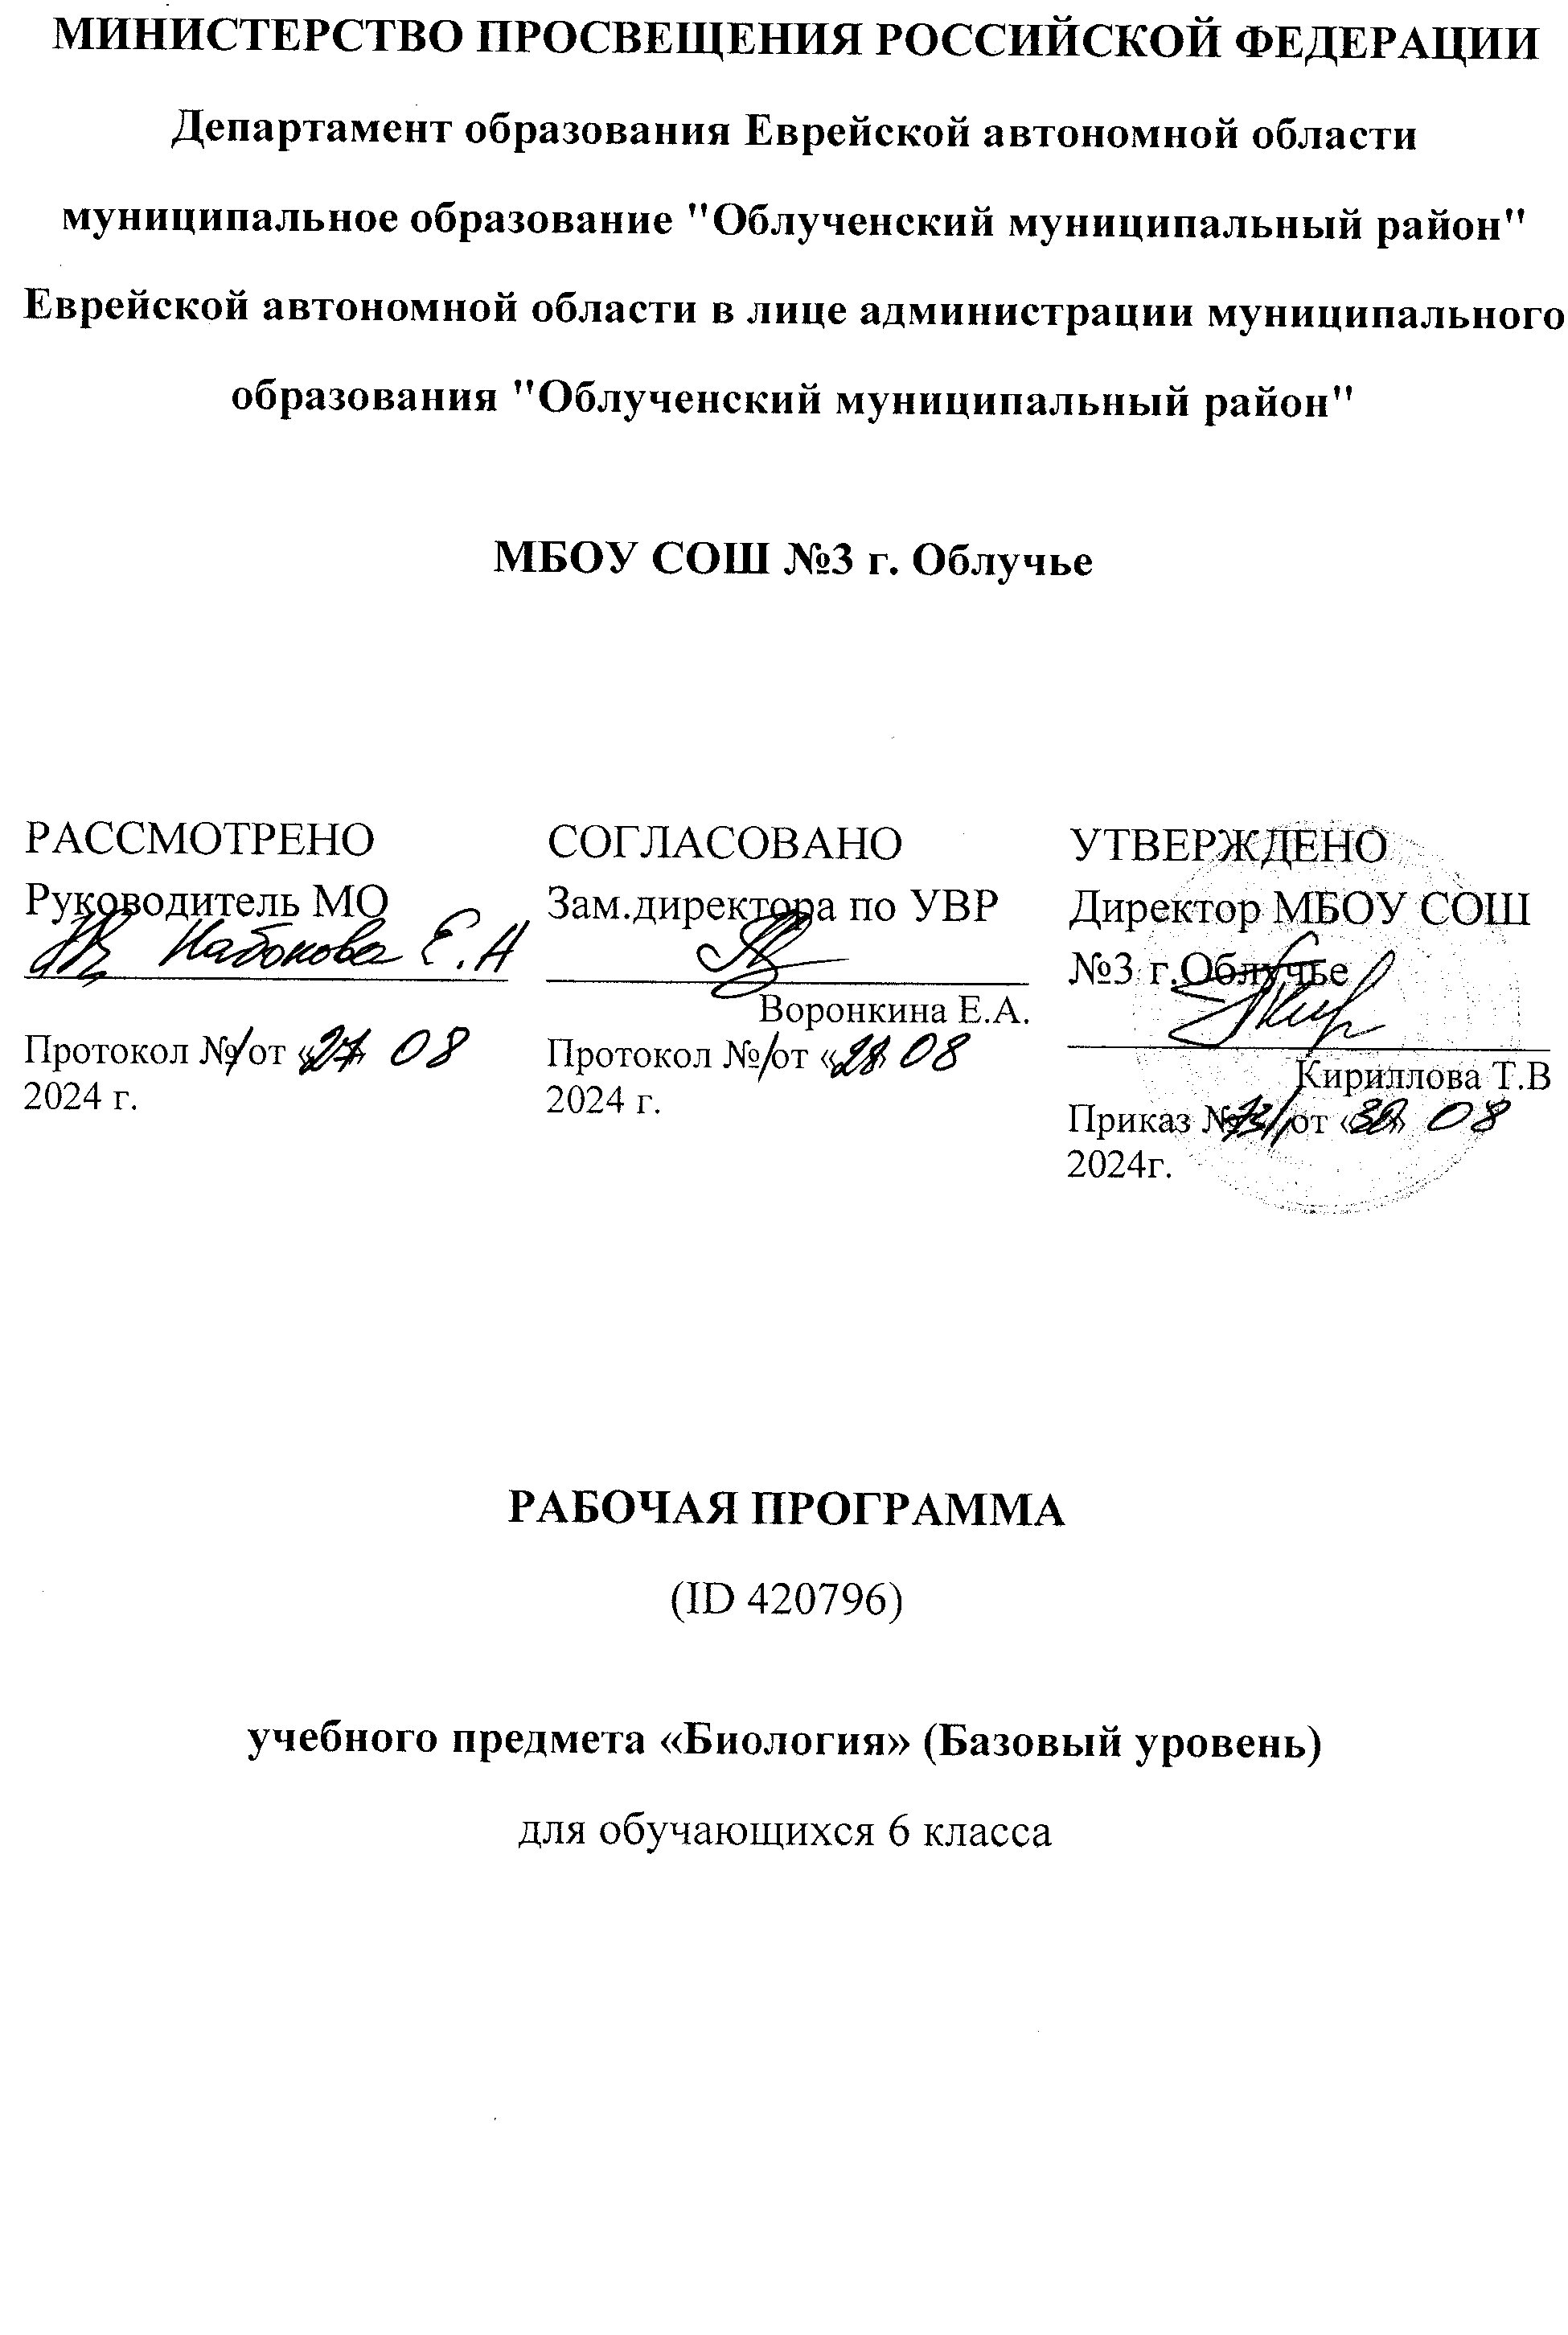 МИНИСТЕРСТВО ПРОСВЕЩЕНИЯ РОССИЙСКОЙ ФЕДЕРАЦИИ
Департамент образования Еврейской автономной области
муниципальное образование "Облученский муниципальный район"
Еврейской автономной области в лице администрации муниципального
образования "Облученский муниципальный район"
МБОУ СОШ №3 г. Облучье
РАССМОТРЕНО
Руководитель МО
Набокова Е.А
Протокол №1 от «27» 08
2024 г.
СОГЛАСОВАНО
Зам.директора по УВР
Воронкина Е.А.
Протокол №1 от «28» 08
2024 г.
УТВЕРЖДЕНО
Директор МБОУ СОШ
№3 г.Облучье
Кириллова Т.В
Приказ № от «30» 08
2024г.
РАБОЧАЯ ПРОГРАММА
(ID 420796)
учебного предмета «Биология» (Базовый уровень)
для обучающихся 6 класса